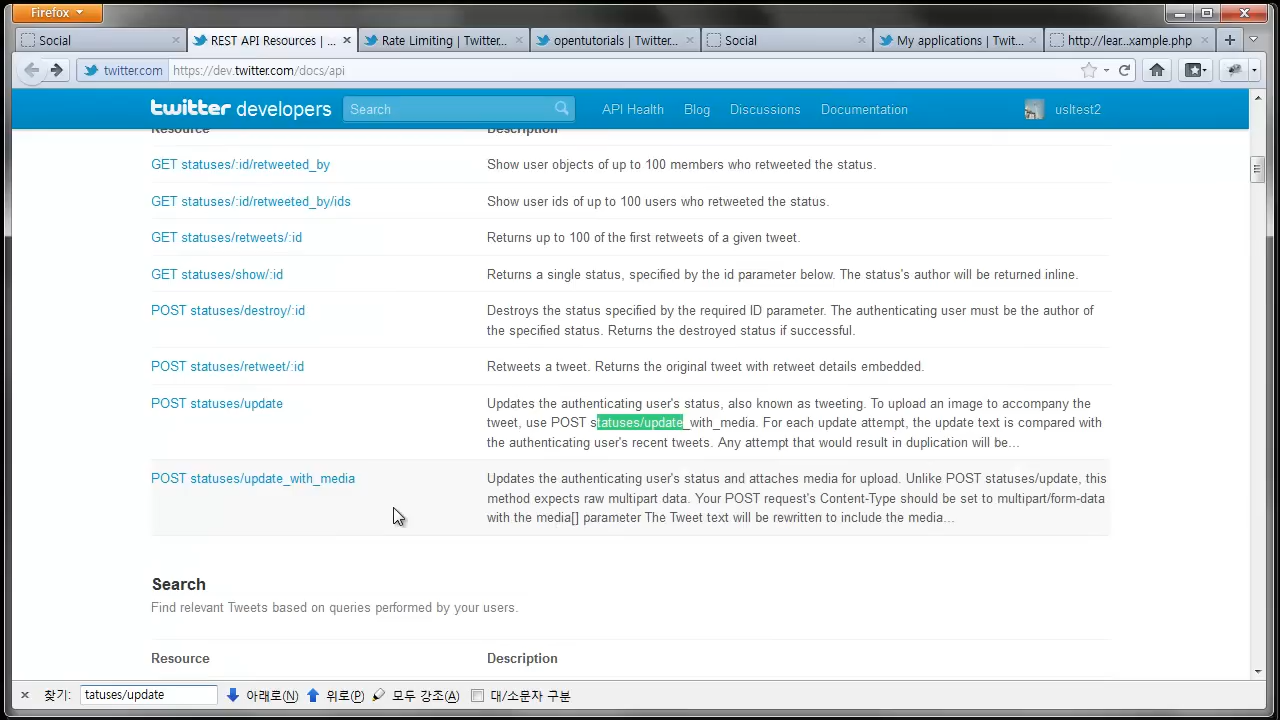 Firefox
Social
REST API Resources | ...
Rate Limiting | Twitter...
opentutorials | Twitter...
Social
My applications | Twit...
http://lear...xample.php
twitter.com
https://dev.twitter.com/docs/api
twitter developers
Search
API Health
Blog
Discussions
Documentation
usltest2
Resource
Description
GET statuses/:id/retweeted_by
Show user objects of up to 100 members who retweeted the status.
GET statuses/:id/retweeted_by/ids
Show user ids of up to 100 users who retweeted the status.
GET statuses/retweets/:id
Returns up to 100 of the first retweets of a given tweet.
GET statuses/show/:id
Returns a single status, specified by the id parameter below. The status's author will be returned inline.
POST statuses/destroy/:id
Destroys the status specified by the required ID parameter. The authenticating user must be the author of
the specified status. Returns the destroyed status if successful.
POST statuses/retweet/:id
Retweets a tweet. Returns the original tweet with retweet details embedded.
POST statuses/update
Updates the authenticating user's status, also known as tweeting. To upload an image to accompany the
tweet, use POST statuses/update_with_media. For each update attempt, the update text is compared with
the authenticating user's recent tweets. Any attempt that would result in duplication will be...
POST statuses/update_with_media
Updates the authenticating user's status and attaches media for upload. Unlike POST statuses/update, this
method expects raw multipart data. Your POST request's Content-Type should be set to multipart/form-data
with the media[] parameter The Tweet text will be rewritten to include the media...
Search
Find relevant Tweets based on queries performed by your users.
Resource
Description
찾기:
tatuses/update
아래로(N)
위로(P)
모두 강조(A)
대/소문자 구분